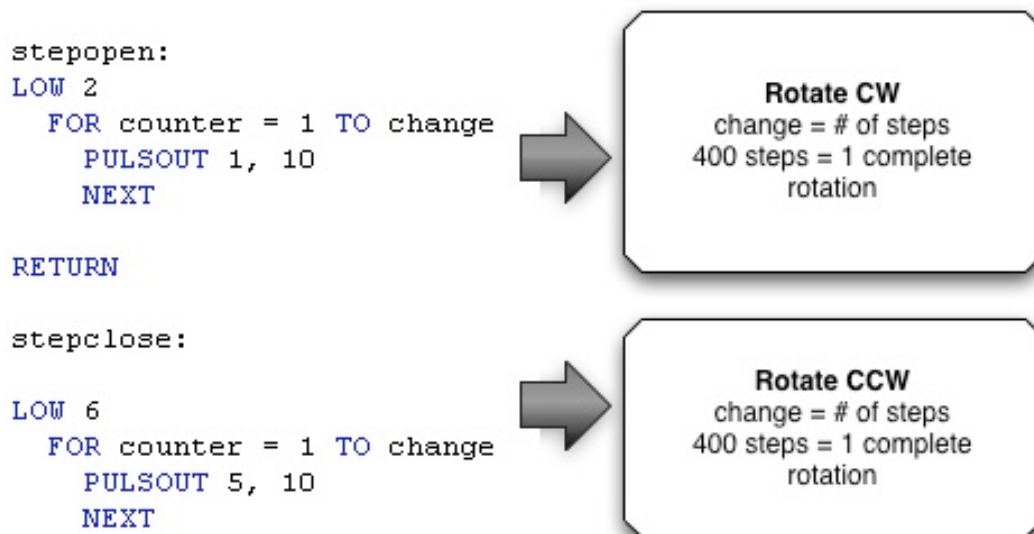 stepopen:
LOW 2
FOR counter = 1 TO change
PULSOUT 1, 10
NEXT
RETURN
Rotate CW
change = # of steps
400 steps = 1 complete
rotation
stepclose:
LOW 6
FOR counter = 1 TO change
PULSOUT 5, 10
NEXT
Rotate CCW
change = # of steps
400 steps = 1 complete
rotation